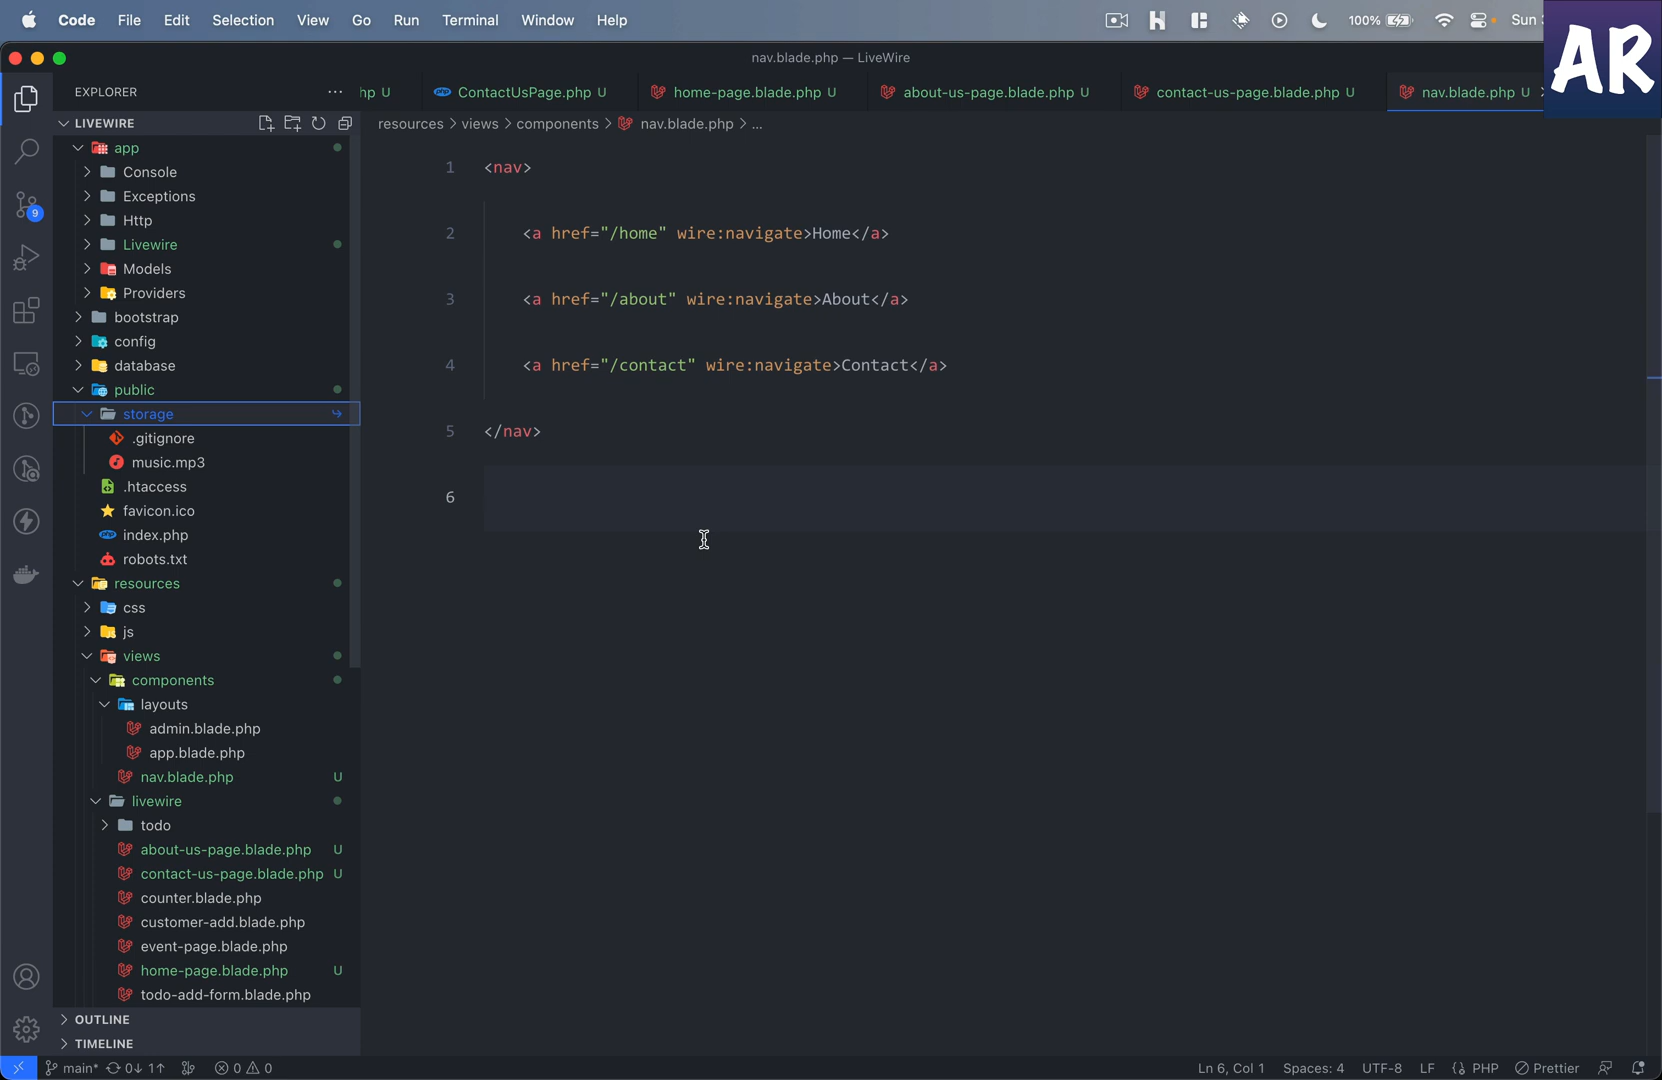 Code File Edit Selection View Go Run Terminal Window Help 100% Sun
AR
nav.blade.php — LiveWire
EXPLORER
hp U ContactUsPage.php U home-page.blade.php U about-us-page.blade.php U contact-us-page.blade.php U nav.blade.php U
LIVEWIRE
resources > views > components > nav.blade.php > ...
app
Console
Exceptions
Http
Livewire
Models
Providers
bootstrap
config
database
public
storage
.gitignore
music.mp3
.htaccess
favicon.ico
index.php
robots.txt
resources
css
js
views
components
layouts
admin.blade.php
app.blade.php
nav.blade.php U
livewire
todo
about-us-page.blade.php U
contact-us-page.blade.php U
counter.blade.php
customer-add.blade.php
event-page.blade.php
home-page.blade.php U
todo-add-form.blade.php
OUTLINE
TIMELINE
9
1 <nav>
2 <a href="/home" wire:navigate>Home</a>
3 <a href="/about" wire:navigate>About</a>
4 <a href="/contact" wire:navigate>Contact</a>
5 </nav>
6
main* 0↓ 1↑ 0 0 Ln 6, Col 1 Spaces: 4 UTF-8 LF PHP Prettier